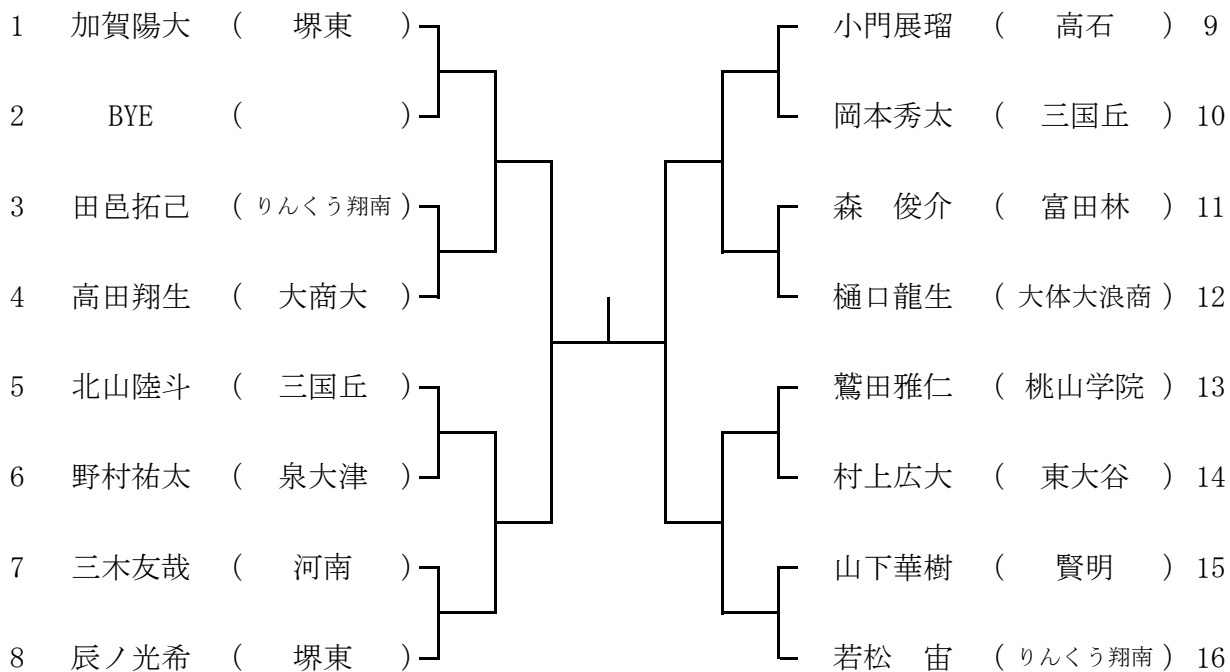 1 加賀陽大 ( 堺東 )
2 BYE ( )
3 田邑拓己 ( りんくう翔南 )
4 高田翔生 ( 大商大 )
5 北山陸斗 ( 三国丘 )
6 野村祐太 ( 泉大津 )
7 三木友哉 ( 河南 )
8 辰ノ光希 ( 堺東 )
小門展瑠 ( 高石 ) 9
岡本秀太 ( 三国丘 ) 10
森 俊介 ( 富田林 ) 11
樋口龍生 ( 大体大浪商 ) 12
鷲田雅仁 ( 桃山学院 ) 13
村上広大 ( 東大谷 ) 14
山下華樹 ( 賢明 ) 15
若松 宙 ( りんくう翔南 ) 16